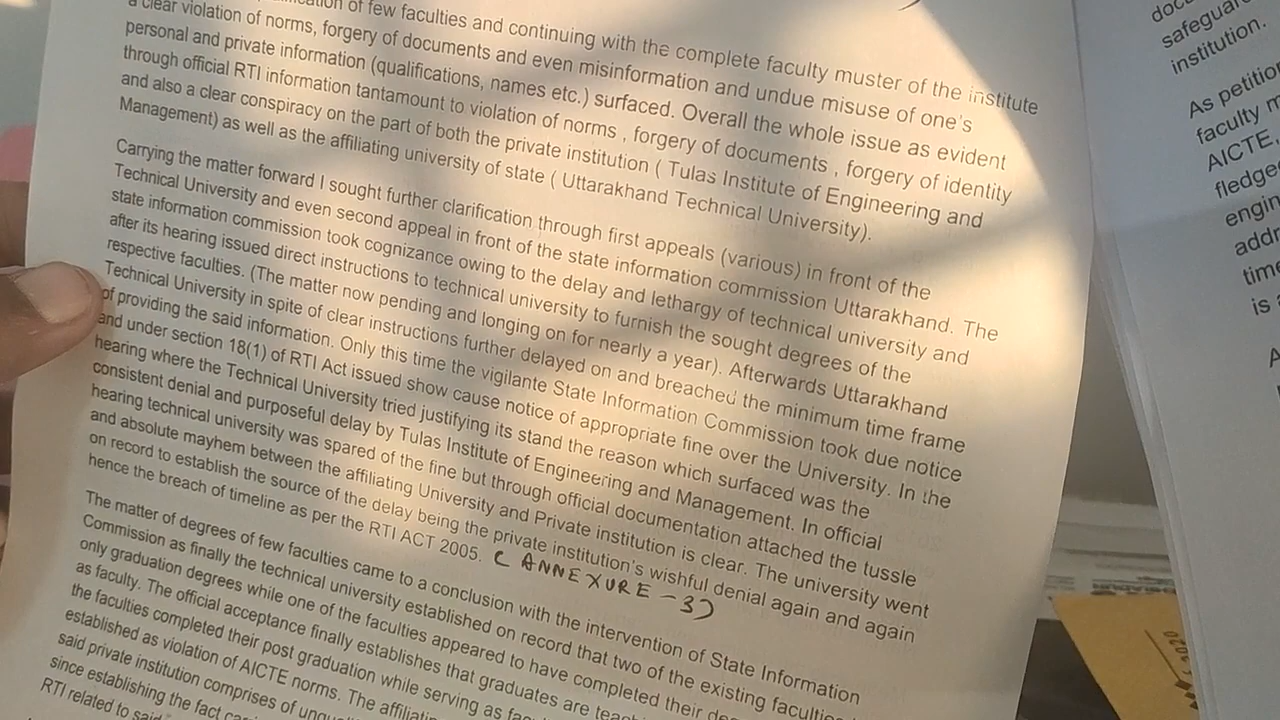 of few faculties and continuing with the complete faculty muster of the institute
a clear violation of norms, forgery of documents and even misinformation and undue misuse of one's
personal and private information (qualifications, names etc.) surfaced. Overall the whole issue as evident
through official RTI information tantamount to violation of norms , forgery of documents , forgery of identity
and also a clear conspiracy on the part of both the private institution ( Tulas Institute of Engineering and
Management) as well as the affiliating university of state ( Uttarakhand Technical University).
Carrying the matter forward I sought further clarification through first appeals (various) in front of the
Technical University and even second appeal in front of the state information commission Uttarakhand. The
state information commission took cognizance owing to the delay and lethargy of technical university and
after its hearing issued direct instructions to technical university to furnish the sought degrees of the
respective faculties. (The matter now pending and longing on for nearly a year). Afterwards Uttarakhand
Technical University in spite of clear instructions further delayed on and breached the minimum time frame
of providing the said information. Only this time the vigilante State Information Commission took due notice
and under section 18(1) of RTI Act issued show cause notice of appropriate fine over the University. In the
hearing where the Technical University tried justifying its stand the reason which surfaced was the
consistent denial and purposeful delay by Tulas Institute of Engineering and Management. In official
hearing technical university was spared of the fine but through official documentation attached the tussle
and absolute mayhem between the affiliating University and Private institution is clear. The university went
on record to establish the source of the delay being the private institution's wishful denial again and again
hence the breach of timeline as per the RTI ACT 2005. ( ANNEXURE - 3)
The matter of degrees of few faculties came to a conclusion with the intervention of State Information
Commission as finally the technical university established on record that two of the existing faculties
only graduation degrees while one of the faculties appeared to have completed their
as faculty. The official acceptance finally establishes that graduates are
the faculties completed their post graduation while serving as
established as violation of AICTE norms. The
said private institution comprises of
since establishing the fact
RTI related to said
safeguar
institution.
As petition
faculty m
AICTE,
fledge
engin
addr
time
is
2020